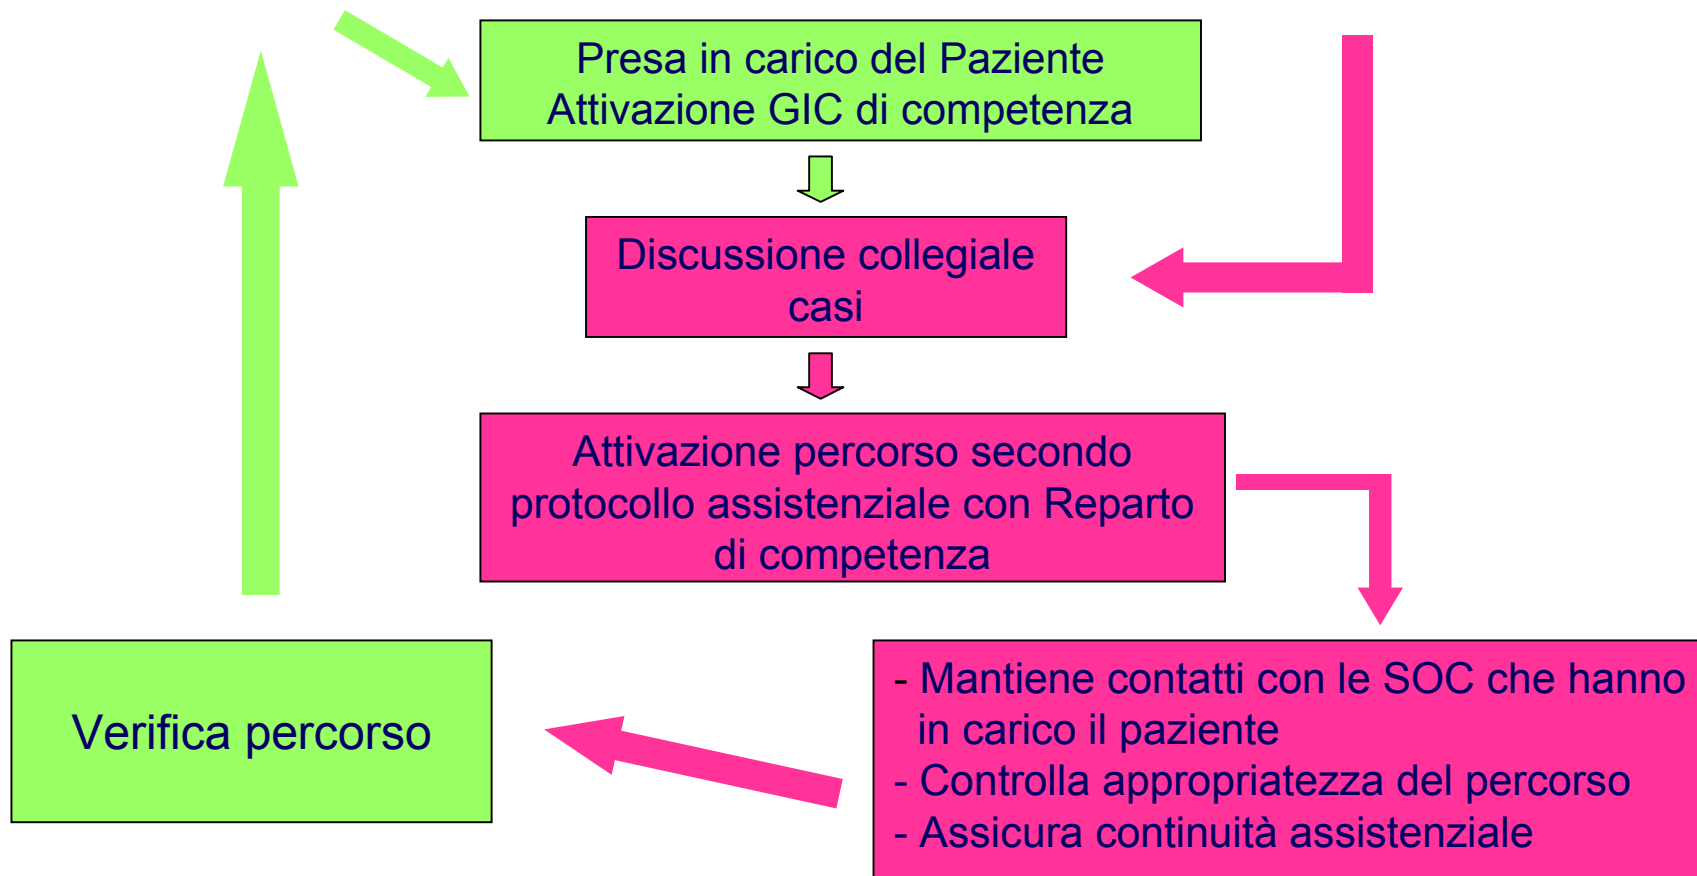 Presa in carico del Paziente
Attivazione GIC di competenza
Discussione collegiale
casi
Attivazione percorso secondo
protocollo assistenziale con Reparto
di competenza
Verifica percorso
- Mantiene contatti con le SOC che hanno
in carico il paziente
- Controlla appropriatezza del percorso
- Assicura continuità assistenziale